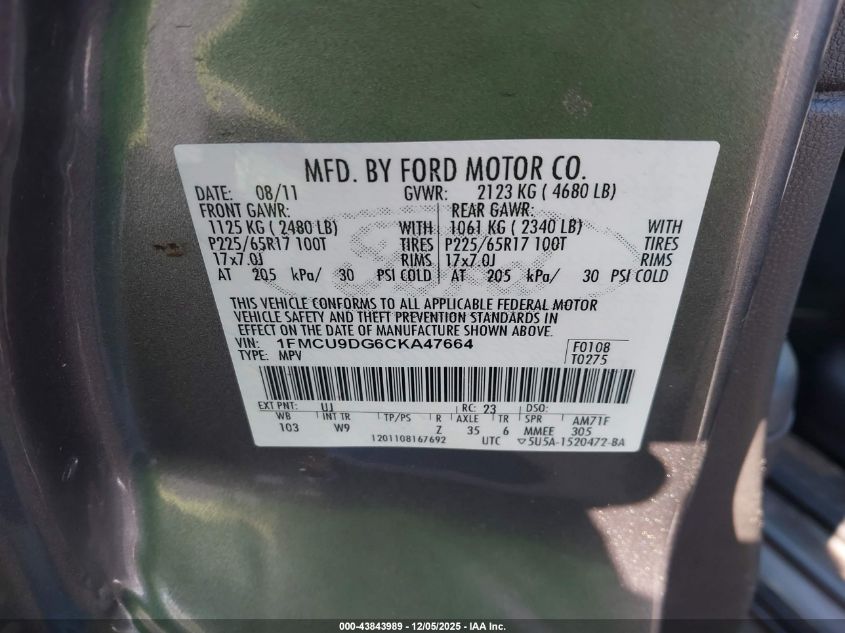 MFD. BY FORD MOTOR CO.
DATE: 08/11 GVWR: 2123 KG ( 4680 LB)
FRONT GAWR: REAR GAWR:
1125 KG ( 2480 LB) WITH 1061 KG ( 2340 LB) WITH
P225/65R17 100T TIRES P225/65R17 100T TIRES
17x7.0J RIMS 17x7.0J RIMS
AT 205 kPa/ 30 PSI COLD AT 205 kPa/ 30 PSI COLD
THIS VEHICLE CONFORMS TO ALL APPLICABLE FEDERAL MOTOR
VEHICLE SAFETY AND THEFT PREVENTION STANDARDS IN
EFFECT ON THE DATE OF MANUFACTURE SHOWN ABOVE.
VIN: 1FMCU9DG6CKA47664 F0108
TYPE: MPV T0275
EXT PNT: UJ RC: 23 DSO:
WB INT TR TP/PS R AXLE TR SPR AM71F
103 W9 Z 35 6 MMEE 305
1201108167692 UTC ▽5U5A-1520472-BA
000-43843989 - 12/05/2025 - IAA Inc.